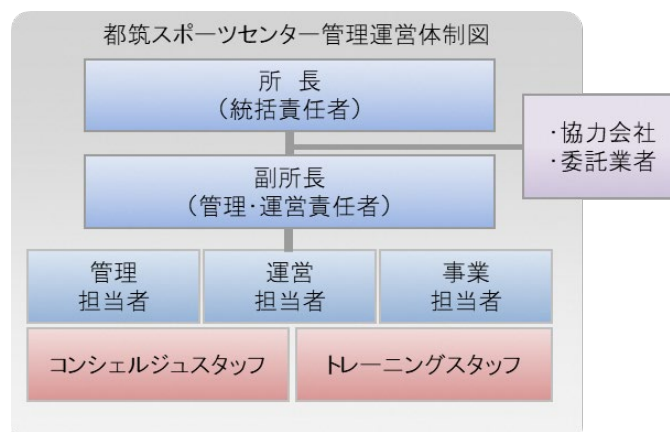 都筑スポーツセンター管理運営体制図
所 長
（統括責任者）
・協力会社
・委託業者
副所長
（管理・運営責任者）
管理
担当者
運営
担当者
事業
担当者
コンシェルジュスタッフ
トレーニングスタッフ